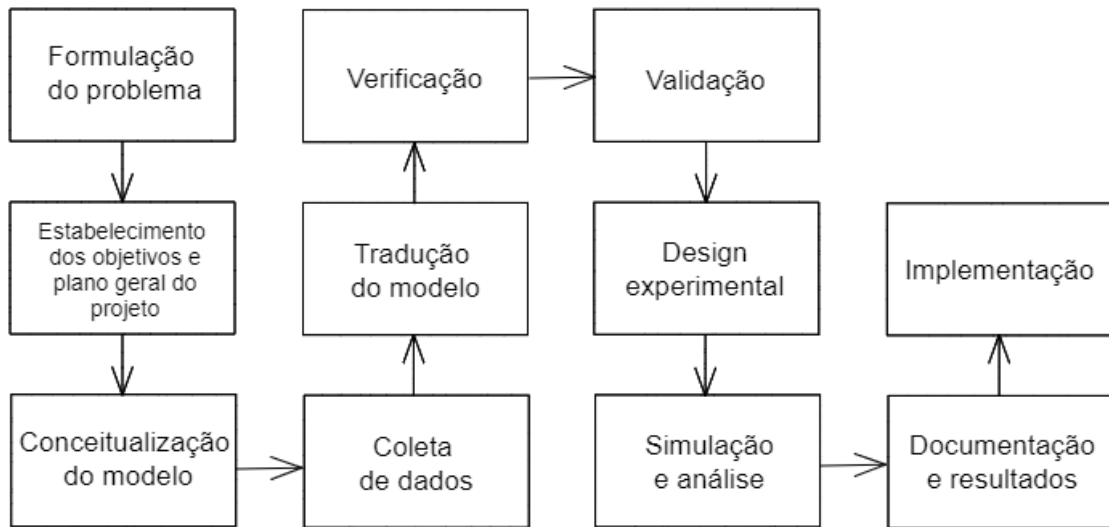 Formulação
do problema
Estabelecimento
dos objetivos e
plano geral do
projeto
Conceitualização
do modelo
Coleta
de dados
Tradução
do modelo
Verificação
Validação
Design
experimental
Simulação
e análise
Documentação
e resultados
Implementação